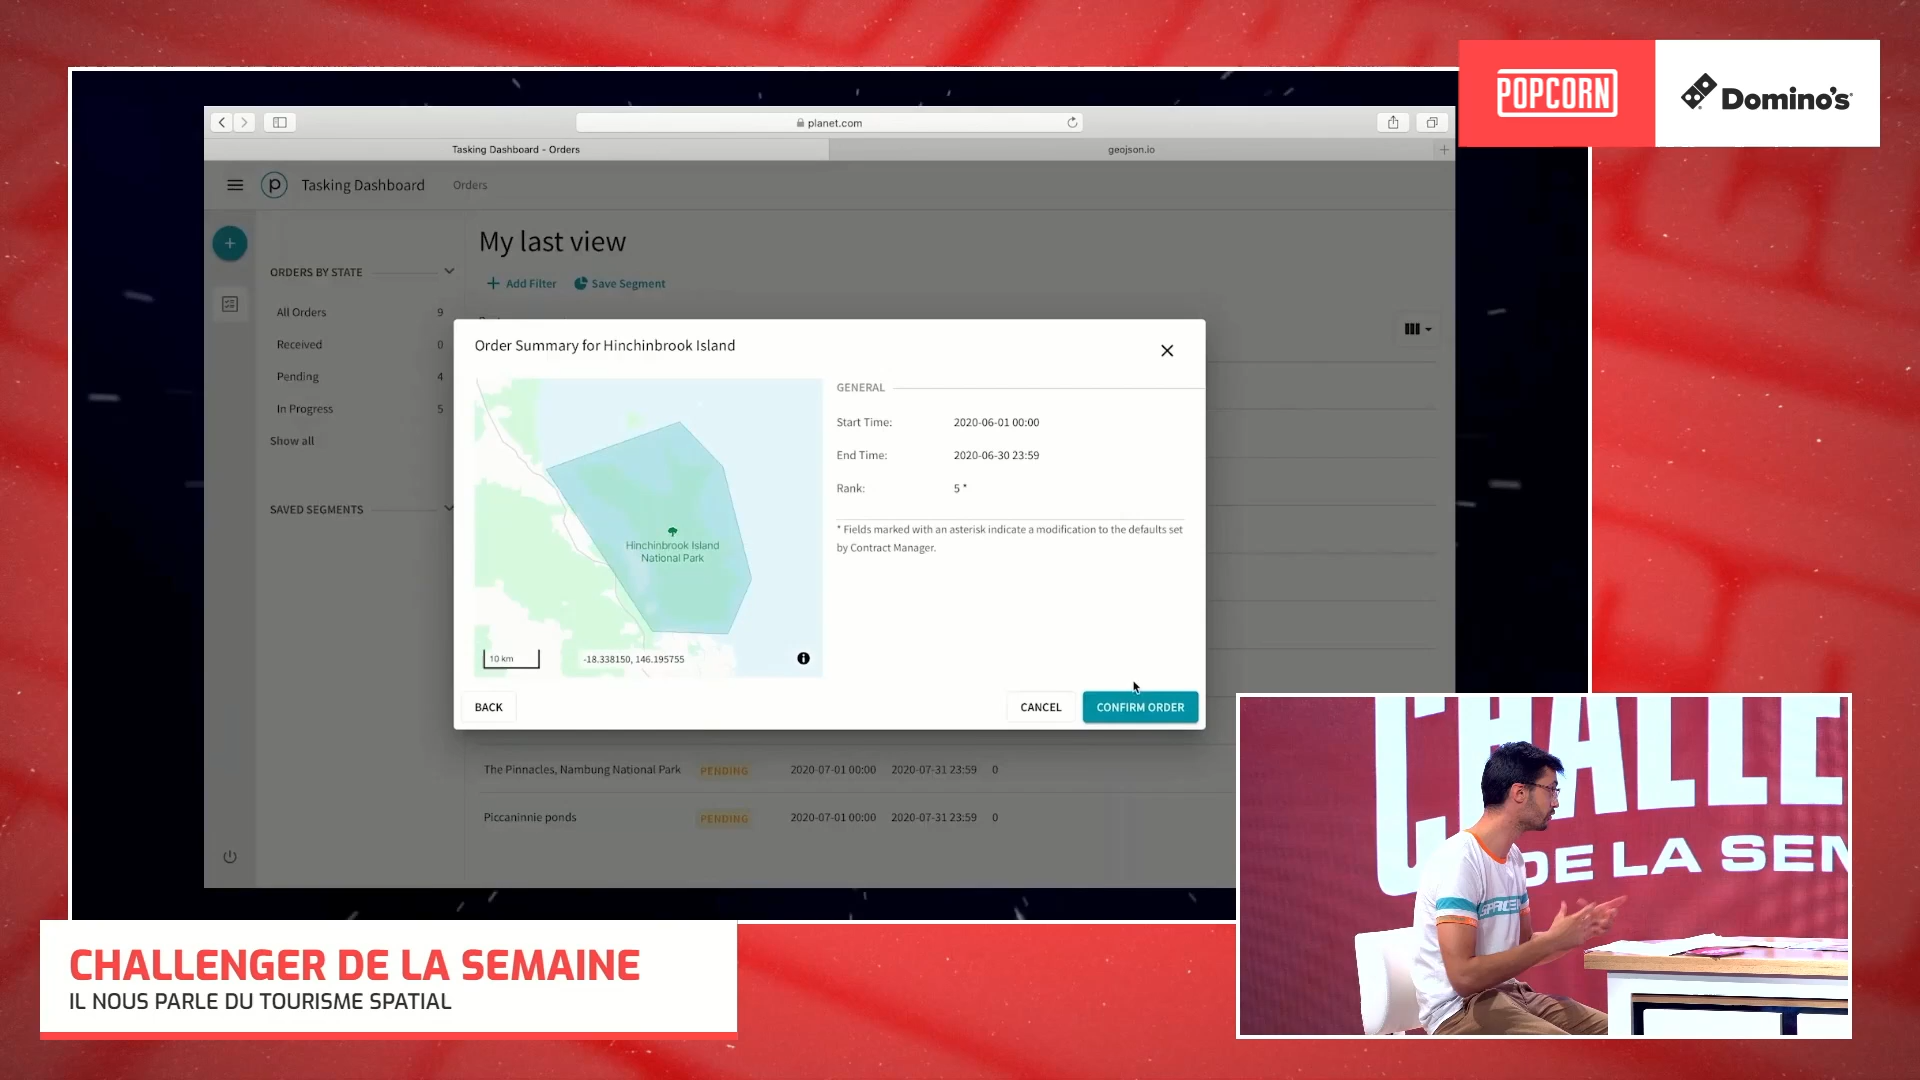 POPCORN
Domino's
planet.com
Tasking Dashboard - Orders
geojson.io
Tasking Dashboard
Orders
My last view
Add Filter
Save Segment
ORDERS BY STATE
All Orders 9
Received 0
Pending 4
In Progress 5
Show all
SAVED SEGMENTS
Order Summary for Hinchinbrook Island
GENERAL
Start Time: 2020-06-01 00:00
End Time: 2020-06-30 23:59
Rank: 5 *
* Fields marked with an asterisk indicate a modification to the defaults set
by Contract Manager.
Hinchinbrook Island
National Park
10 km
-18.338150, 146.195755
BACK
CANCEL
CONFIRM ORDER
The Pinnacles, Nambung National Park PENDING 2020-07-01 00:00 2020-07-31 23:59 0
Piccaninnie ponds PENDING 2020-07-01 00:00 2020-07-31 23:59 0
CHALLE
DE LA SEM
SPACE
CHALLENGER DE LA SEMAINE
IL NOUS PARLE DU TOURISME SPATIAL